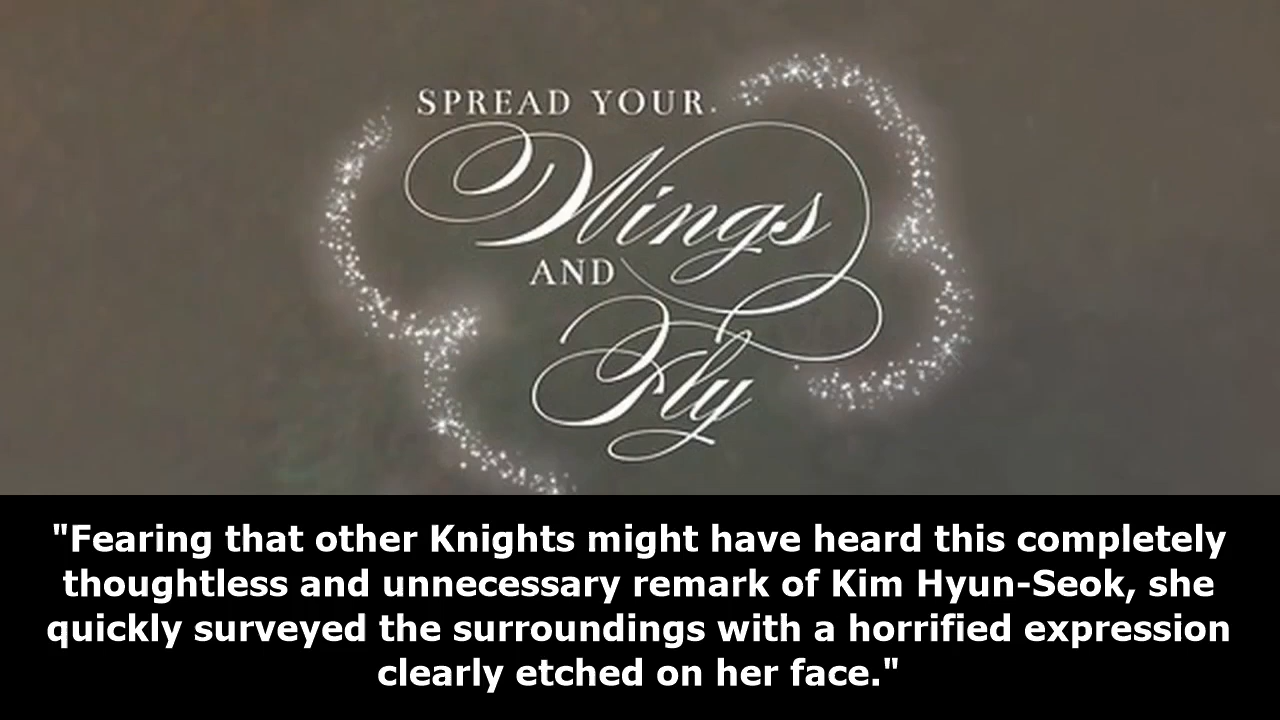 SPREAD YOUR
Wings
AND
Fly
"Fearing that other Knights might have heard this completely
thoughtless and unnecessary remark of Kim Hyun-Seok, she
quickly surveyed the surroundings with a horrified expression
clearly etched on her face."